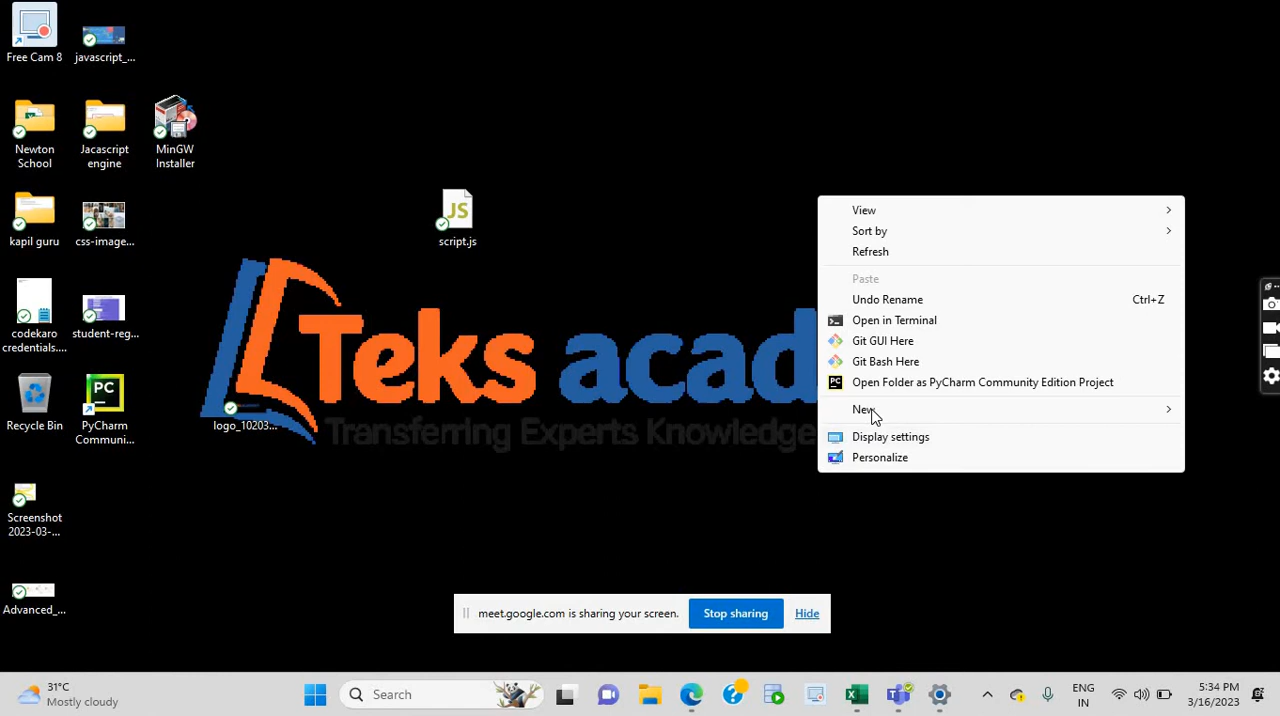 Free Cam 8
javascript_...
Newton School
Jacascript engine
MinGW Installer
kapil guru
css-image...
script.js
codekaro credentials....
student-reg...
Recycle Bin
PyCharm Communi...
logo_10203...
Screenshot 2023-03-...
Advanced_...
JS
PC
Teks acad
Transferring Experts Knowledge
View
Sort by
Refresh
Paste
Undo Rename Ctrl+Z
Open in Terminal
Git GUI Here
Git Bash Here
PC Open Folder as PyCharm Community Edition Project
New
Display settings
Personalize
meet.google.com is sharing your screen. Stop sharing Hide
31°C
Mostly cloudy
Search
ENG
IN
5:34 PM
3/16/2023